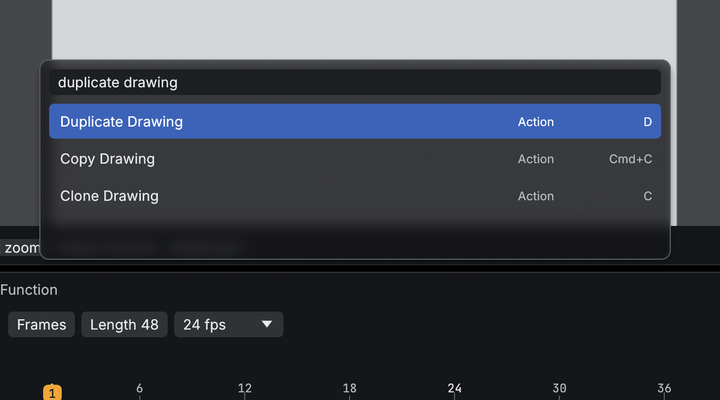 duplicate drawing
Duplicate Drawing Action D
Copy Drawing Action Cmd+C
Clone Drawing Action C
zoom
Function
Frames Length 48 24 fps
1 6 12 18 24 30 36